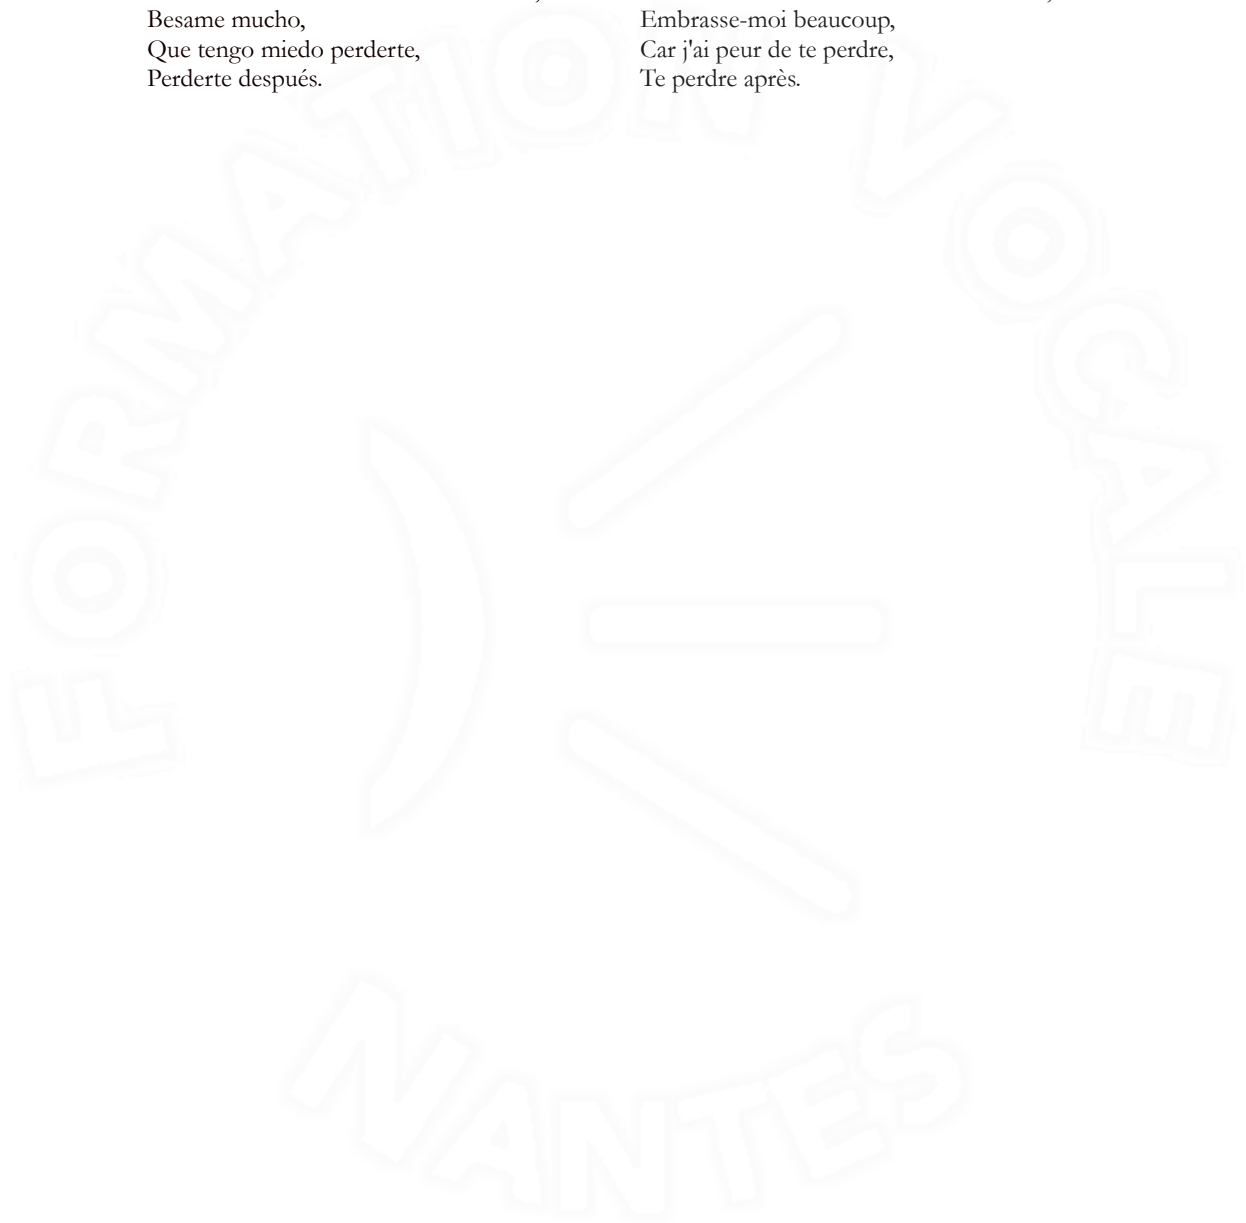 Besame mucho,
Que tengo miedo perderte,
Perderte después.
Embrasse-moi beaucoup,
Car j'ai peur de te perdre,
Te perdre après.
FORMATION VOCALE
NANTES